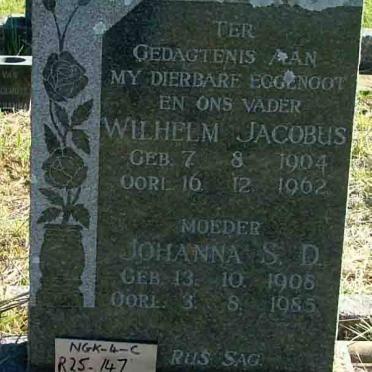 TER
GEDAGTENIS AAN
MY DIERBARE EGGENOOT
EN ONS VADER
WILHELM JACOBUS
GEB. 7 8 1904
OORL. 16 12 1962
MOEDER
JOHANNA S. D.
GEB. 13. 10. 1908
OORL. 3. 8. 1985
RUS SAG
NGK-4-C
R25-147